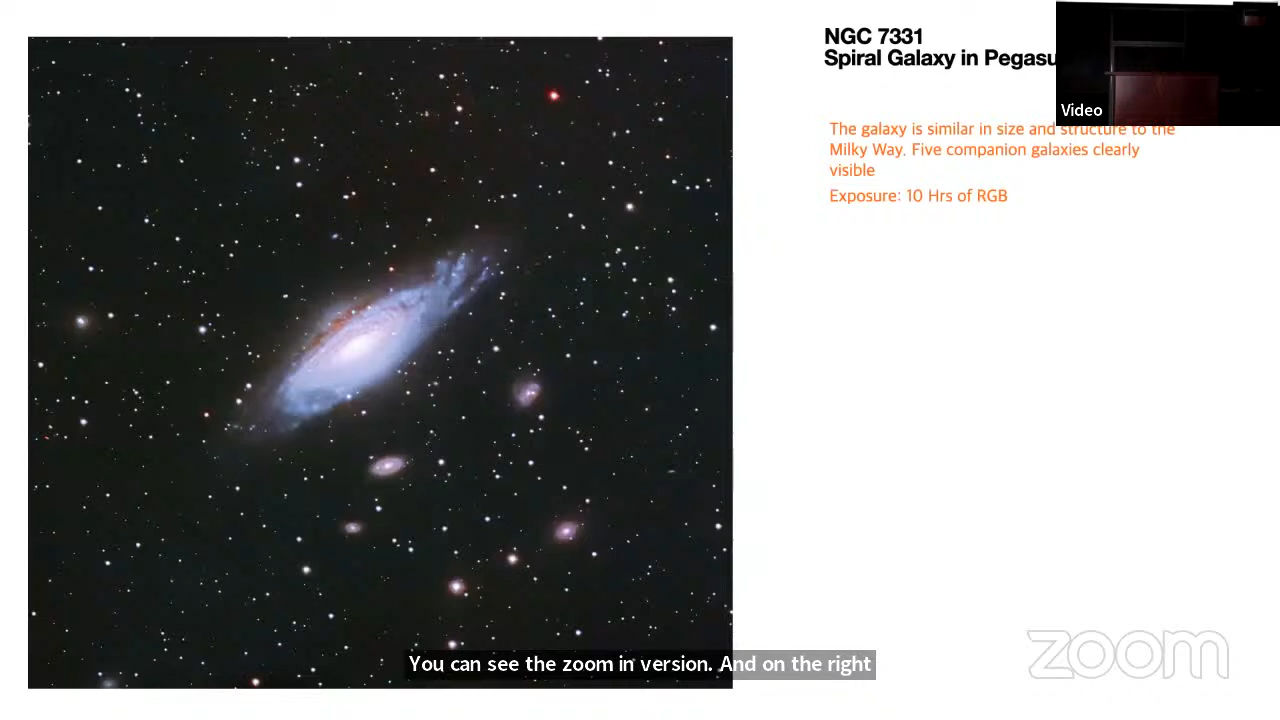 NGC 7331
Spiral Galaxy in Pegasu
Video
The galaxy is similar in size and structure to the
Milky Way. Five companion galaxies clearly
visible
Exposure: 10 Hrs of RGB
You can see the zoom in version. And on the right
zoom